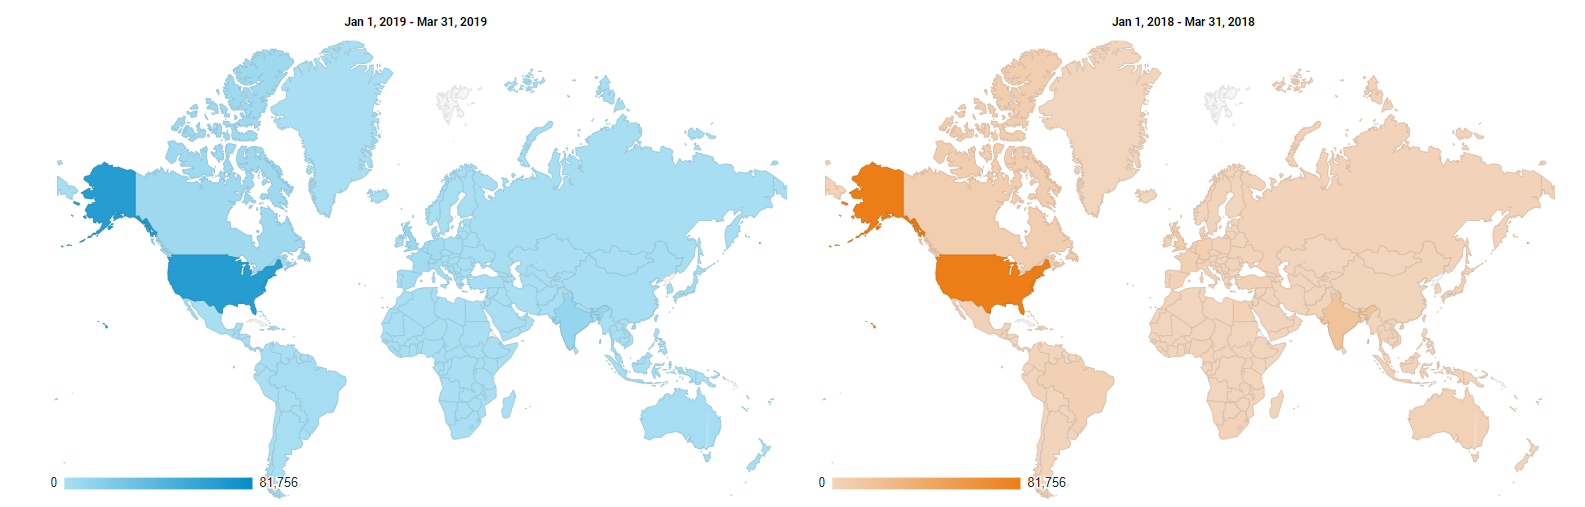 Jan 1, 2019 - Mar 31, 2019
Jan 1, 2018 - Mar 31, 2018
0 81,756
0 81,756